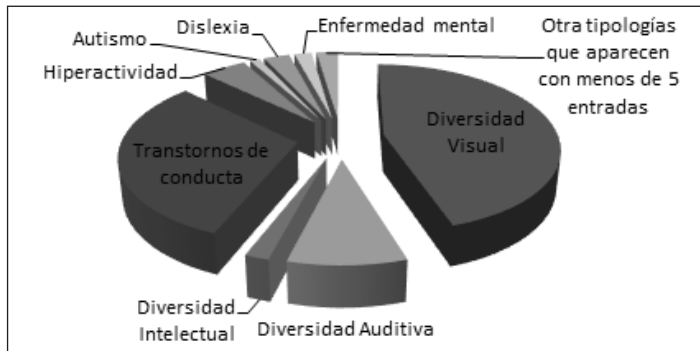 Dislexia
Enfermedad mental
Otra tipologías
que aparecen
con menos de 5
entradas
Autismo
Hiperactividad
Diversidad
Visual
Transtornos de
conducta
Diversidad
Intelectual
Diversidad Auditiva